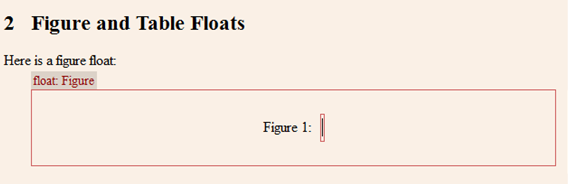 2 Figure and Table Floats
Here is a figure float:
float: Figure
Figure 1: